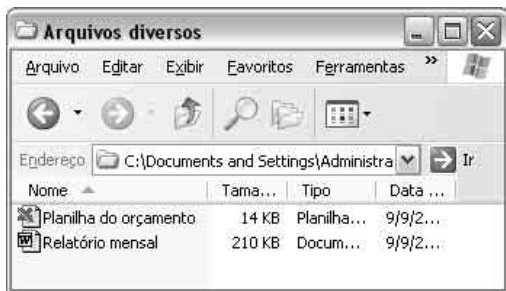 Arquivos diversos
Arquivo Editar Exibir Favoritos Ferramentas »
Endereço C:\Documents and Settings\Administra Ir
Nome Tama... Tipo Data ...
Planilha do orçamento 14 KB Planilha... 9/9/2...
Relatório mensal 210 KB Docum... 9/9/2...